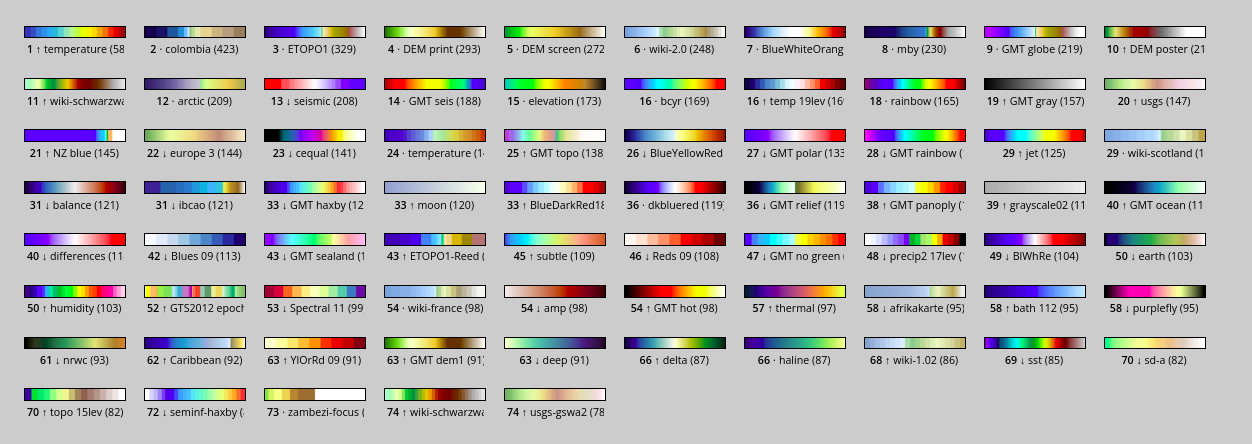 1 ↑ temperature (58
2 · colombia (423)
3 · ETOPO1 (329)
4 · DEM print (293)
5 · DEM screen (272
6 · wiki-2.0 (248)
7 · BlueWhiteOrang
8 · mby (230)
9 · GMT globe (219)
10 ↑ DEM poster (21
11 ↑ wiki-schwarzwa
12 · arctic (209)
13 ↓ seismic (208)
14 · GMT seis (188)
15 · elevation (173)
16 · bcyr (169)
16 ↑ temp 19lev (16
18 · rainbow (165)
19 ↑ GMT gray (157)
20 ↑ usgs (147)
21 ↑ NZ blue (145)
22 ↓ europe 3 (144)
23 ↓ cequal (141)
24 · temperature (1
25 ↑ GMT topo (138
26 ↓ BlueYellowRed
27 ↓ GMT polar (133
28 ↓ GMT rainbow (
29 ↑ jet (125)
29 · wiki-scotland (1
31 ↓ balance (121)
31 ↓ ibcao (121)
33 ↓ GMT haxby (12
33 ↑ moon (120)
33 ↑ BlueDarkRed18
36 · dkbluered (119)
36 ↓ GMT relief (119
38 ↑ GMT panoply (
39 ↑ grayscale02 (11
40 ↑ GMT ocean (11
40 ↓ differences (11
42 ↓ Blues 09 (113)
43 ↓ GMT sealand (1
43 ↑ ETOPO1-Reed (
45 ↑ subtle (109)
46 ↓ Reds 09 (108)
47 ↓ GMT no green (
48 ↓ precip2 17lev (
49 ↓ BlWhRe (104)
50 ↓ earth (103)
50 ↑ humidity (103)
52 ↑ GTS2012 epoch
53 ↓ Spectral 11 (99
54 · wiki-france (98)
54 ↓ amp (98)
54 ↑ GMT hot (98)
57 ↑ thermal (97)
58 ↓ afrikakarte (95)
58 ↑ bath 112 (95)
58 ↓ purplefly (95)
61 ↓ nrwc (93)
62 ↑ Caribbean (92)
63 ↑ YlOrRd 09 (91)
63 ↑ GMT dem1 (91)
63 ↓ deep (91)
66 ↑ delta (87)
66 · haline (87)
68 ↑ wiki-1.02 (86)
69 ↓ sst (85)
70 ↓ sd-a (82)
70 ↑ topo 15lev (82)
72 ↓ seminf-haxby (
73 · zambezi-focus (
74 ↑ wiki-schwarzwa
74 ↑ usgs-gswa2 (78